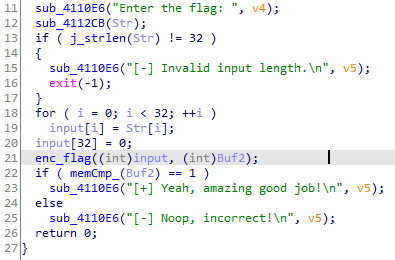 11 sub_4110E6("Enter the flag: ", v4);
12 sub_4112CB(Str);
13 if ( j_strlen(Str) != 32 )
14 {
15 sub_4110E6("[-] Invalid input length.\n", v5);
16 exit(-1);
17 }
18 for ( i = 0; i < 32; ++i )
19 input[i] = Str[i];
20 input[32] = 0;
21 enc_flag((int)input, (int)Buf2);
22 if ( memCmp_(Buf2) == 1 )
23 sub_4110E6("[+] Yeah, amazing good job!\n", v5);
24 else
25 sub_4110E6("[-] Noop, incorrect!\n", v5);
26 return 0;
27 }